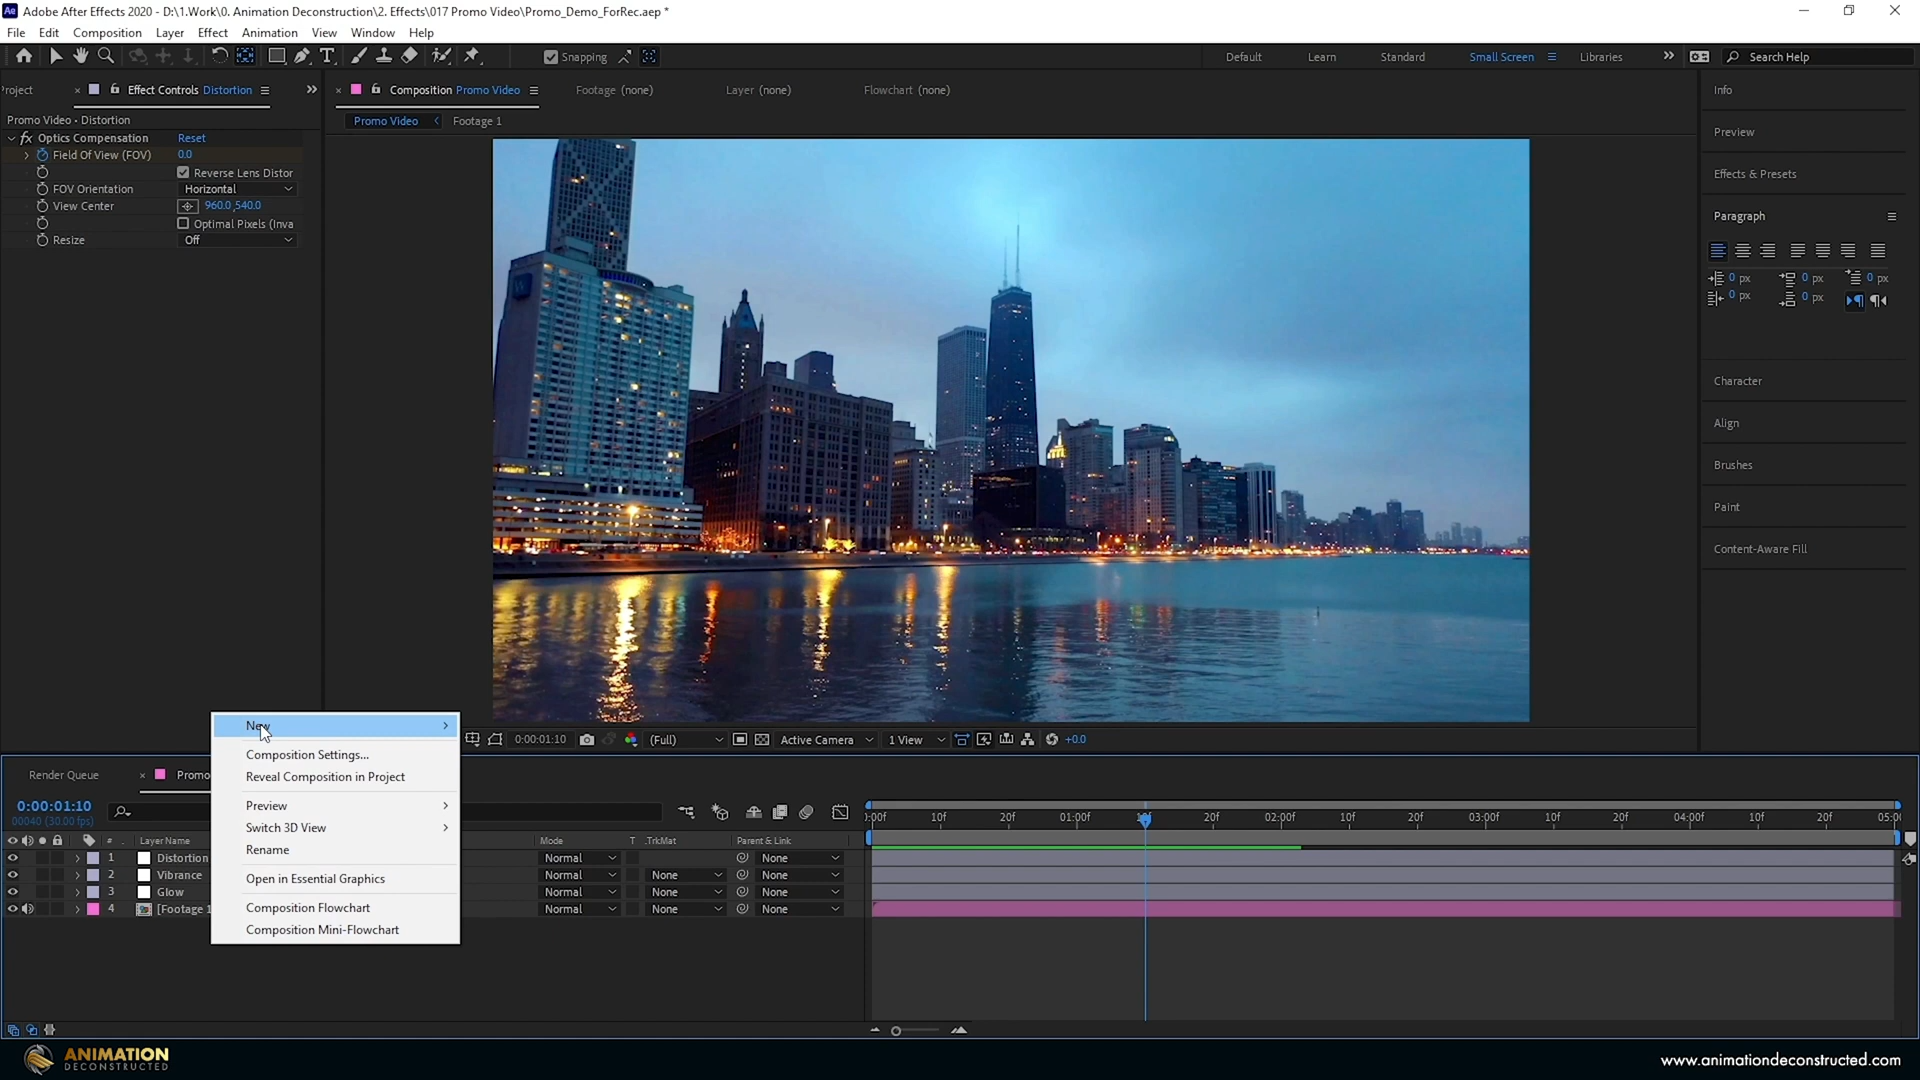 Adobe After Effects 2020 - D:\1.Work\0. Animation Deconstruction\2. Effects\017 Promo Video\Promo_Demo_ForRec.aep *
File Edit Composition Layer Effect Animation View Window Help
Snapping Default Learn Standard Small Screen Libraries Search Help
roject Effect Controls Distortion Composition Promo Video Footage (none) Layer (none) Flowchart (none) Info
Promo Video • Distortion Promo Video Footage 1
fx Optics Compensation Reset
Field Of View (FOV) 0.0
Reverse Lens Distor
FOV Orientation Horizontal
View Center 960.0,540.0
Optimal Pixels (Inva
Resize Off
Preview
Effects & Presets
Paragraph
0 px 0 px 0 px
0 px 0 px
Character
Align
Brushes
Paint
Content-Aware Fill
New
Composition Settings...
Reveal Composition in Project
Preview
Switch 3D View
Rename
Open in Essential Graphics
Composition Flowchart
Composition Mini-Flowchart
0:00:01:10 (Full) Active Camera 1 View +0.0
Render Queue Promo
0:00:01:10
00040 (30.00 fps)
:00f 10f 20f 01:00f 20f 02:00f 10f 20f 03:00f 10f 20f 04:00f 10f 20f 05:00
# Layer Name Mode T .TrkMat Parent & Link
1 Distortion Normal None
2 Vibrance Normal None None
3 Glow Normal None None
4 [Footage 1 Normal None None
ANIMATION
DECONSTRUCTED
www.animationdeconstructed.com